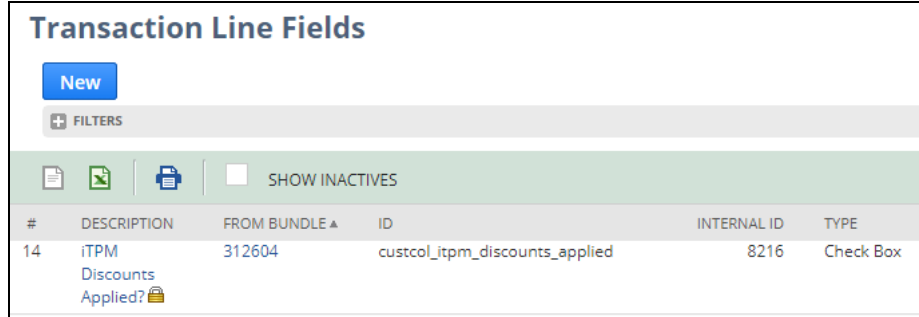 Transaction Line Fields
New
FILTERS
SHOW INACTIVES
# DESCRIPTION FROM BUNDLE ▲ ID INTERNAL ID TYPE
14 iTPM 312604 custcol_itpm_discounts_applied 8216 Check Box
Discounts
Applied?